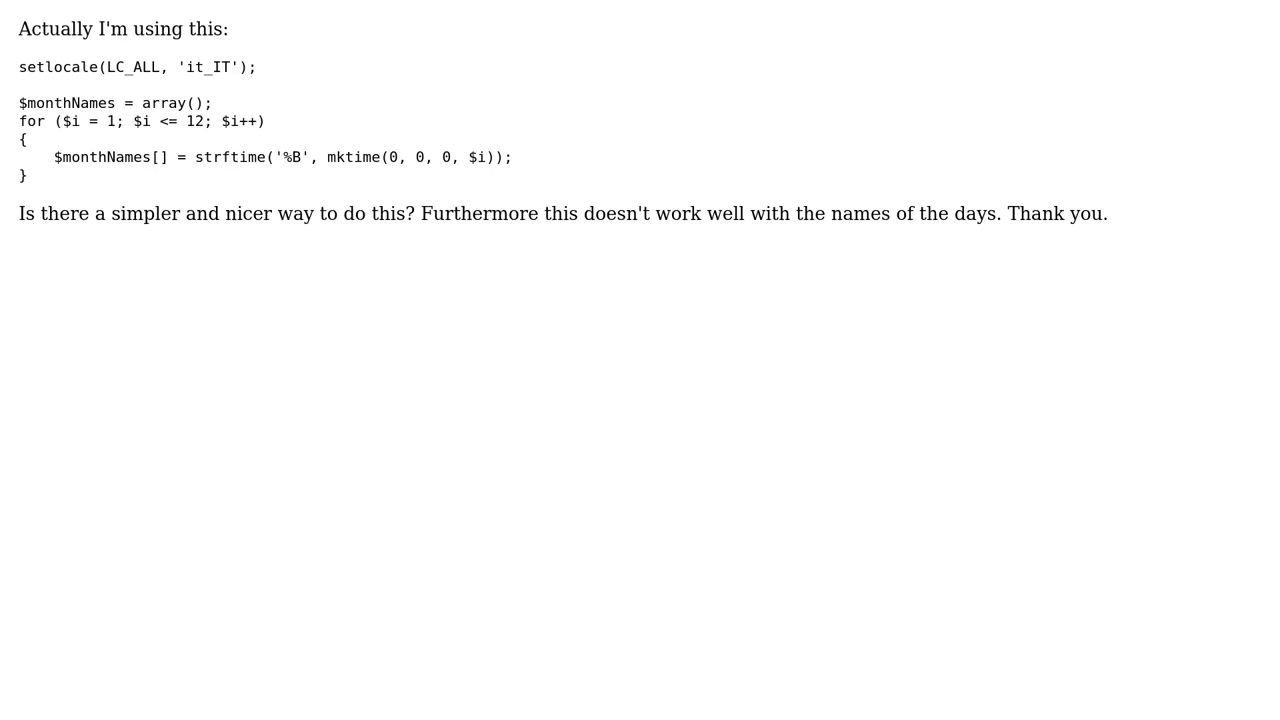 Actually I'm using this:
setlocale(LC_ALL, 'it_IT');
$monthNames = array();
for ($i = 1; $i <= 12; $i++)
{
    $monthNames[] = strftime('%B', mktime(0, 0, 0, $i));
}
Is there a simpler and nicer way to do this? Furthermore this doesn't work well with the names of the days. Thank you.